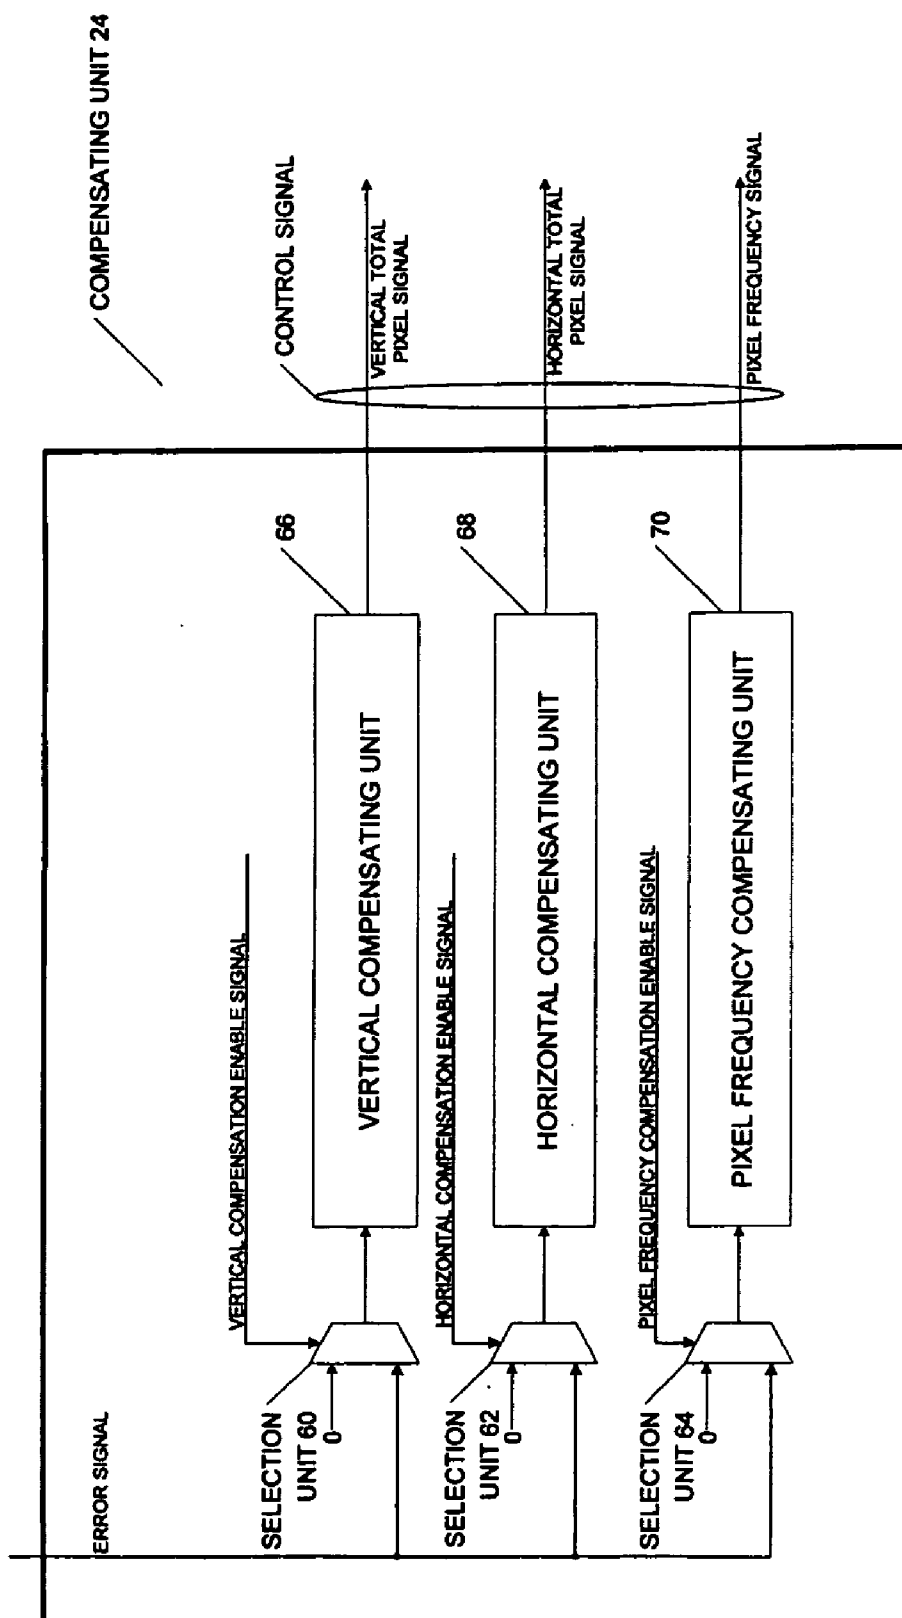 COMPENSATING UNIT 24
CONTROL SIGNAL
ERROR SIGNAL
VERTICAL COMPENSATION ENABLE SIGNAL
SELECTION
UNIT 60
0
VERTICAL COMPENSATING UNIT
66
VERTICAL TOTAL
PIXEL SIGNAL
HORIZONTAL COMPENSATION ENABLE SIGNAL
SELECTION
UNIT 62
0
HORIZONTAL COMPENSATING UNIT
68
HORIZONTAL TOTAL
PIXEL SIGNAL
PIXEL FREQUENCY COMPENSATION ENABLE SIGNAL
SELECTION
UNIT 64
0
PIXEL FREQUENCY COMPENSATING UNIT
70
PIXEL FREQUENCY SIGNAL